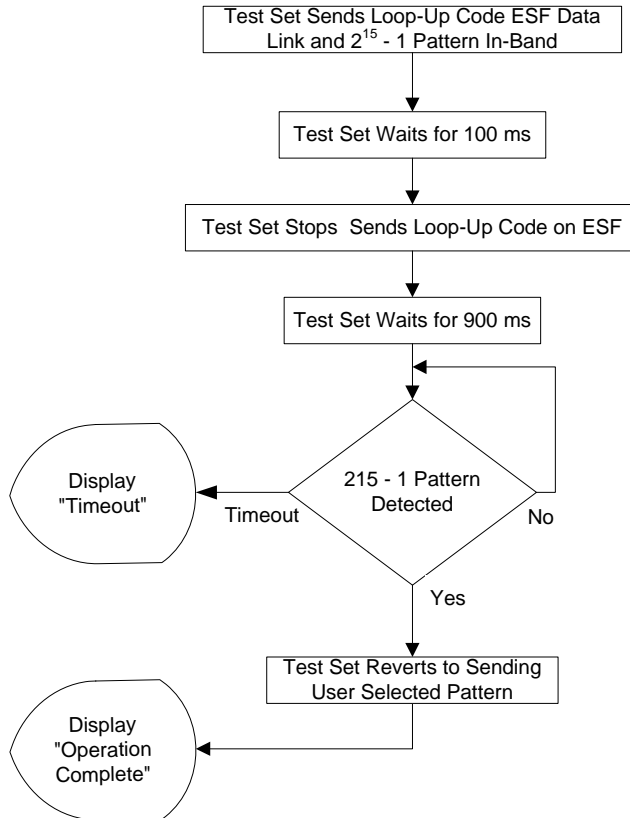 Test Set Sends Loop-Up Code ESF Data
Link and 2¹⁵ - 1 Pattern In-Band
Test Set Waits for 100 ms
Test Set Stops Sends Loop-Up Code on ESF
Test Set Waits for 900 ms
215 - 1 Pattern
Detected
Display
"Timeout"
Timeout
No
Yes
Test Set Reverts to Sending
User Selected Pattern
Display
"Operation
Complete"